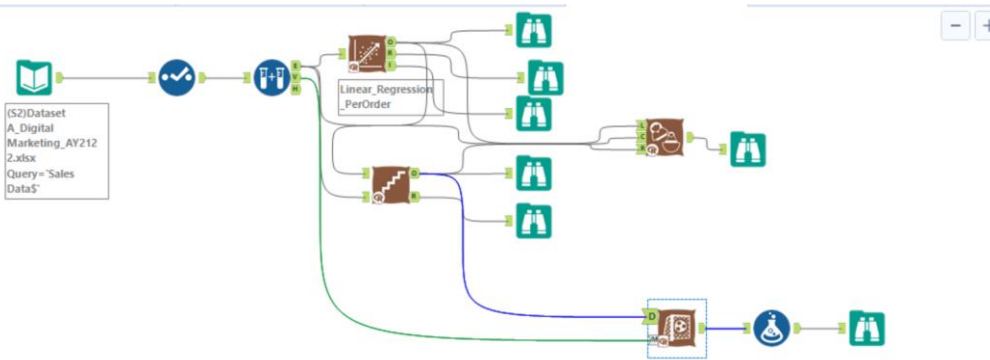 − +
E
V
H
O
R
I
Linear_Regression
_PerOrder
(S2)Dataset
A_Digital
Marketing_AY212
2.xlsx
Query=`Sales
Data$`
L
C
R
O
R
D
M